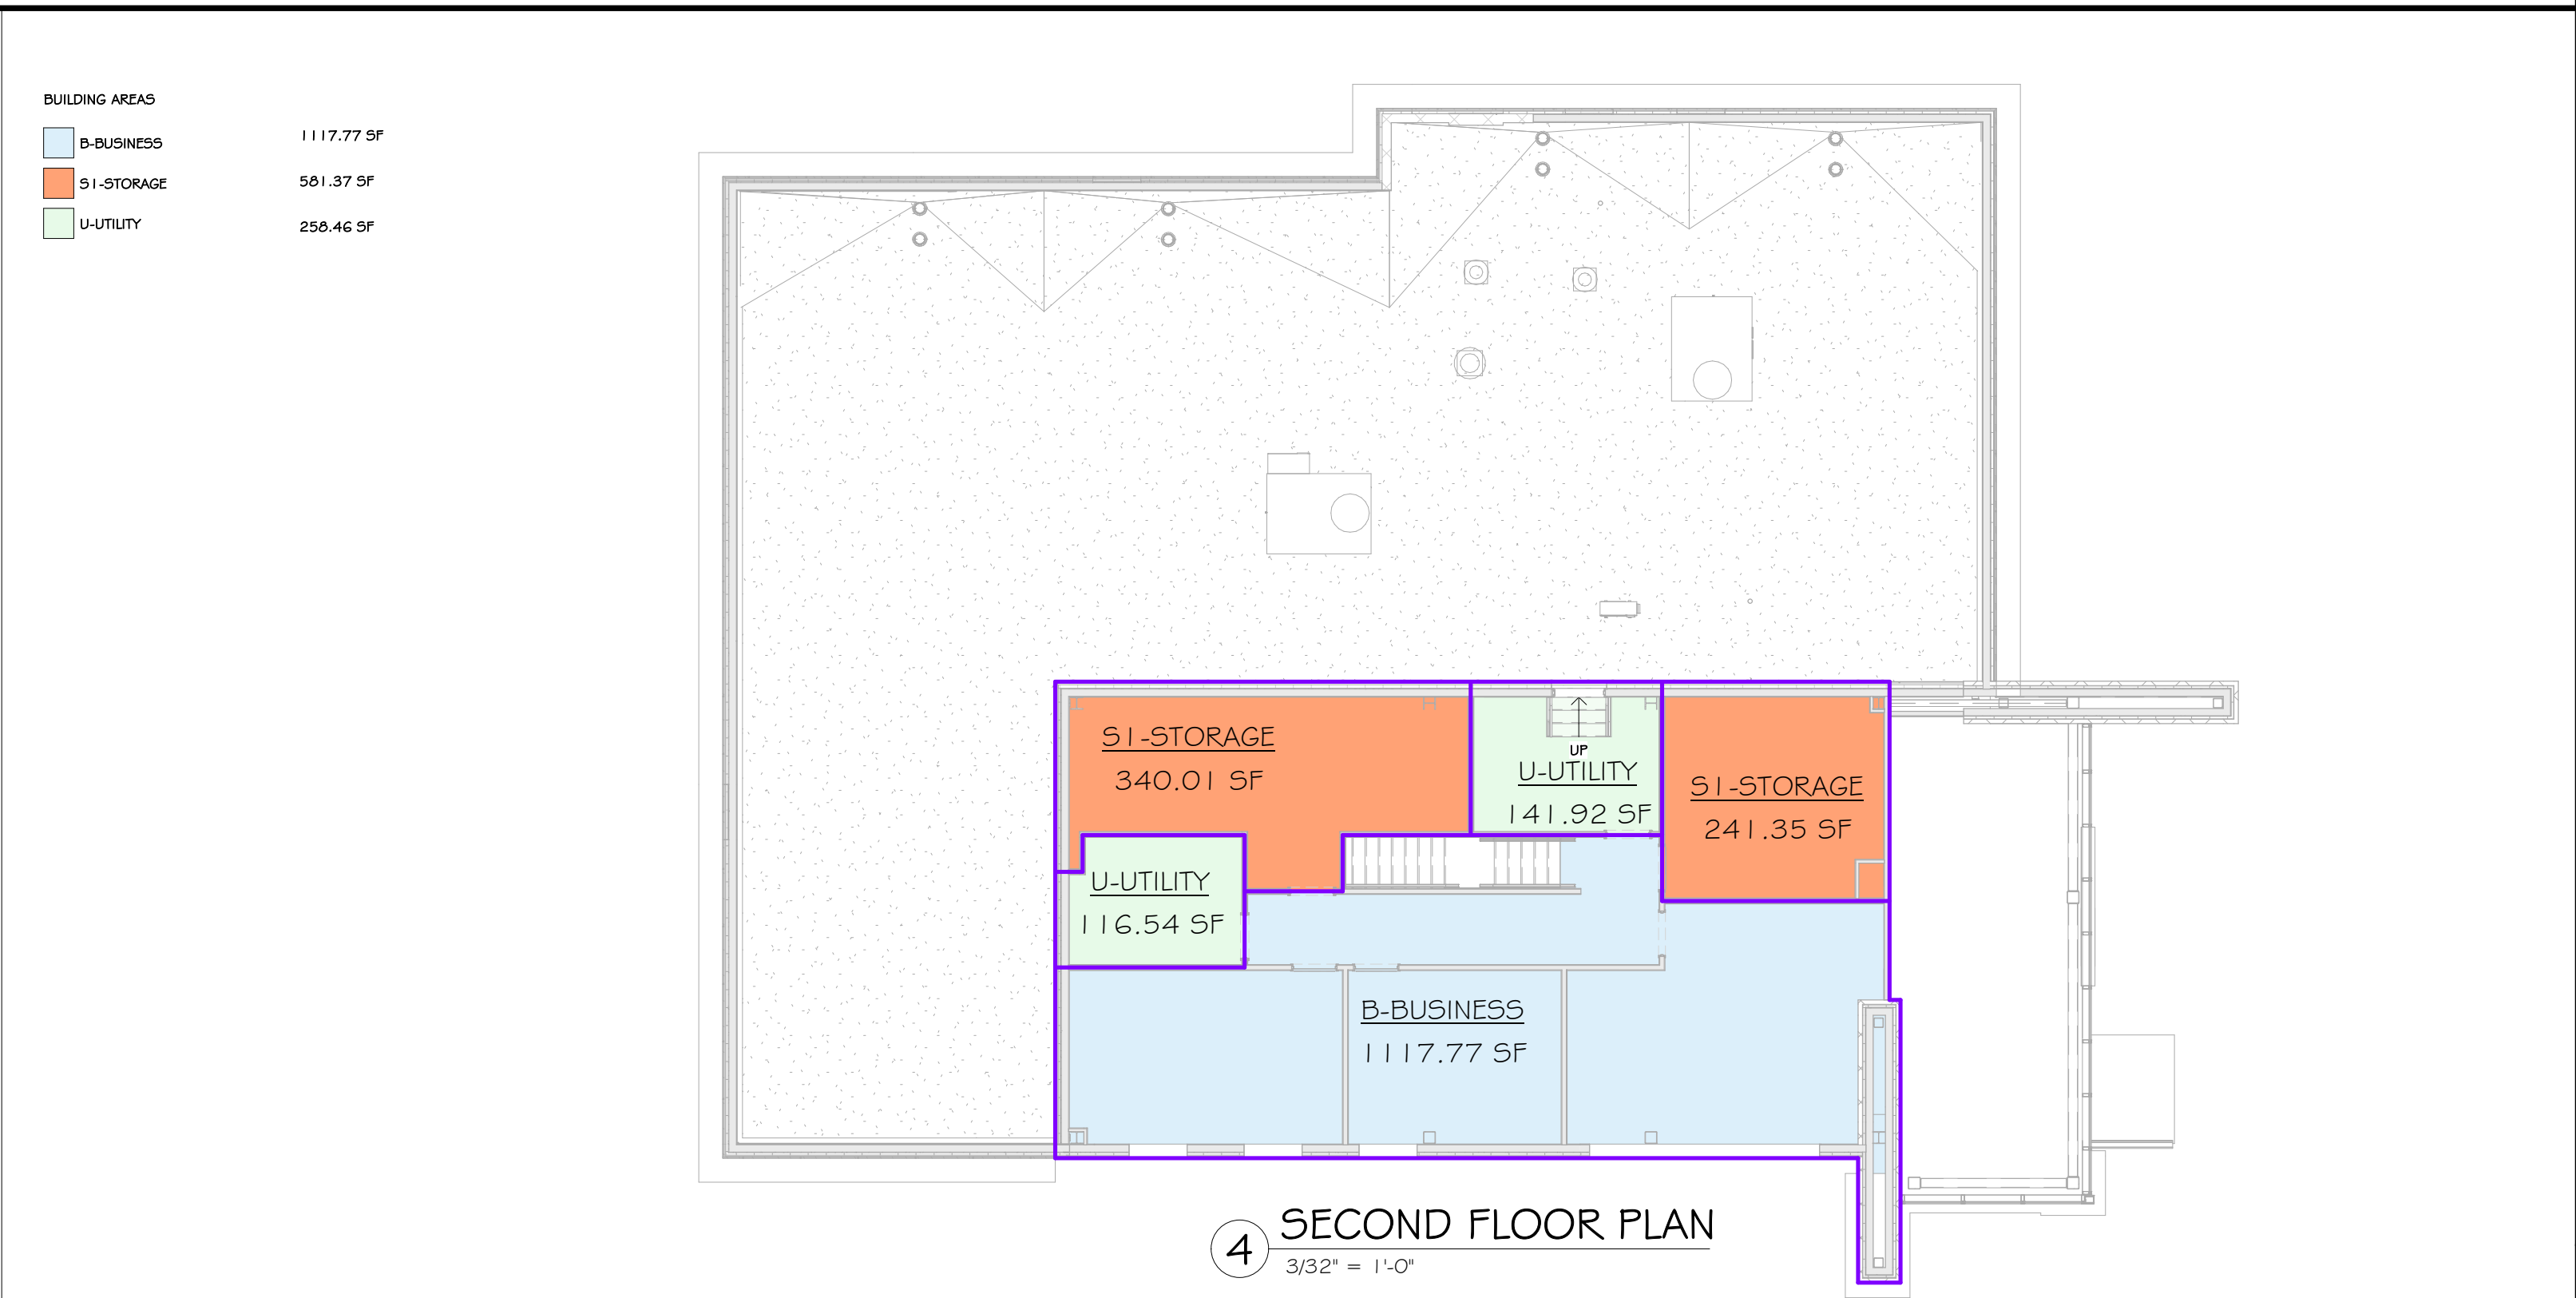 BUILDING AREAS
B-BUSINESS 1117.77 SF
S1-STORAGE 581.37 SF
U-UTILITY 258.46 SF
S1-STORAGE
340.01 SF
UP
U-UTILITY
141.92 SF
S1-STORAGE
241.35 SF
U-UTILITY
116.54 SF
B-BUSINESS
1117.77 SF
4 SECOND FLOOR PLAN
3/32" = 1'-0"